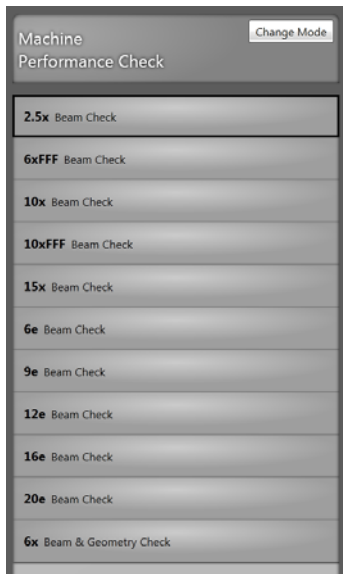 Machine
Performance Check
Change Mode
2.5x Beam Check
6xFFF Beam Check
10x Beam Check
10xFFF Beam Check
15x Beam Check
6e Beam Check
9e Beam Check
12e Beam Check
16e Beam Check
20e Beam Check
6x Beam & Geometry Check